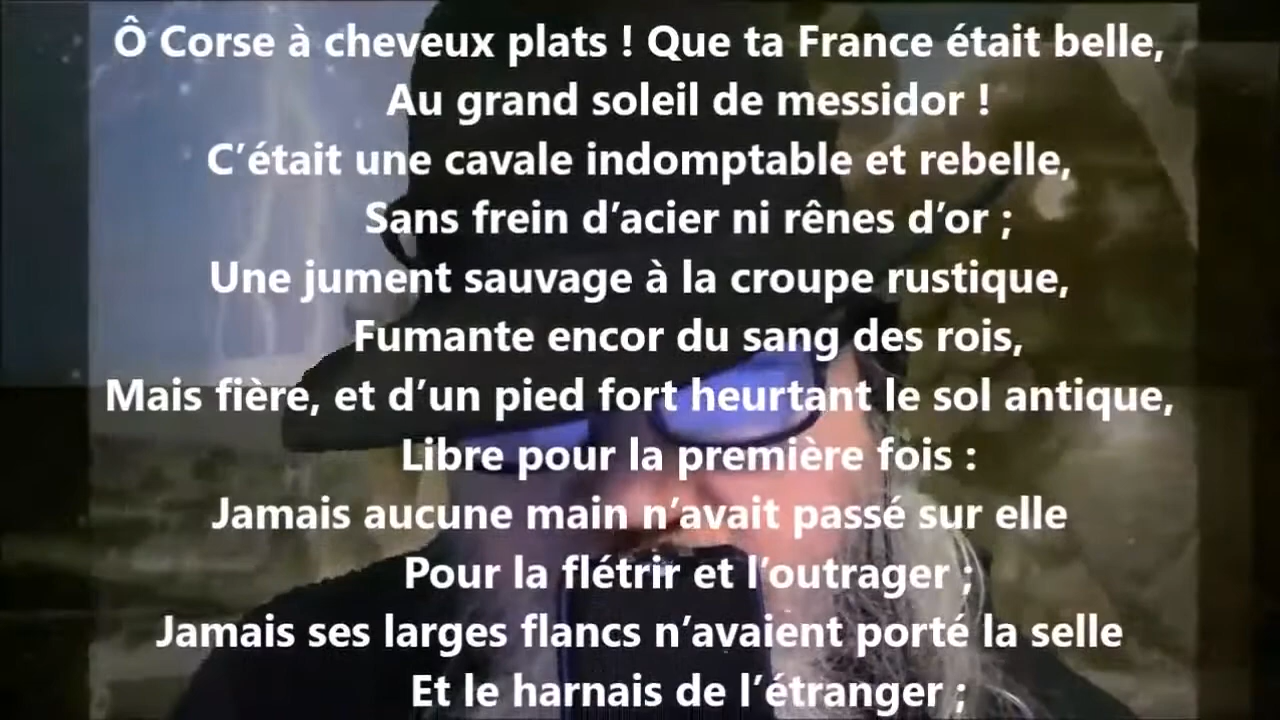 Ô Corse à cheveux plats ! Que ta France était belle,
Au grand soleil de messidor !
C’était une cavale indomptable et rebelle,
Sans frein d’acier ni rênes d’or ;
Une jument sauvage à la croupe rustique,
Fumante encor du sang des rois,
Mais fière, et d’un pied fort heurtant le sol antique,
Libre pour la première fois :
Jamais aucune main n’avait passé sur elle
Pour la flétrir et l’outrager ;
Jamais ses larges flancs n’avaient porté la selle
Et le harnais de l’étranger ;